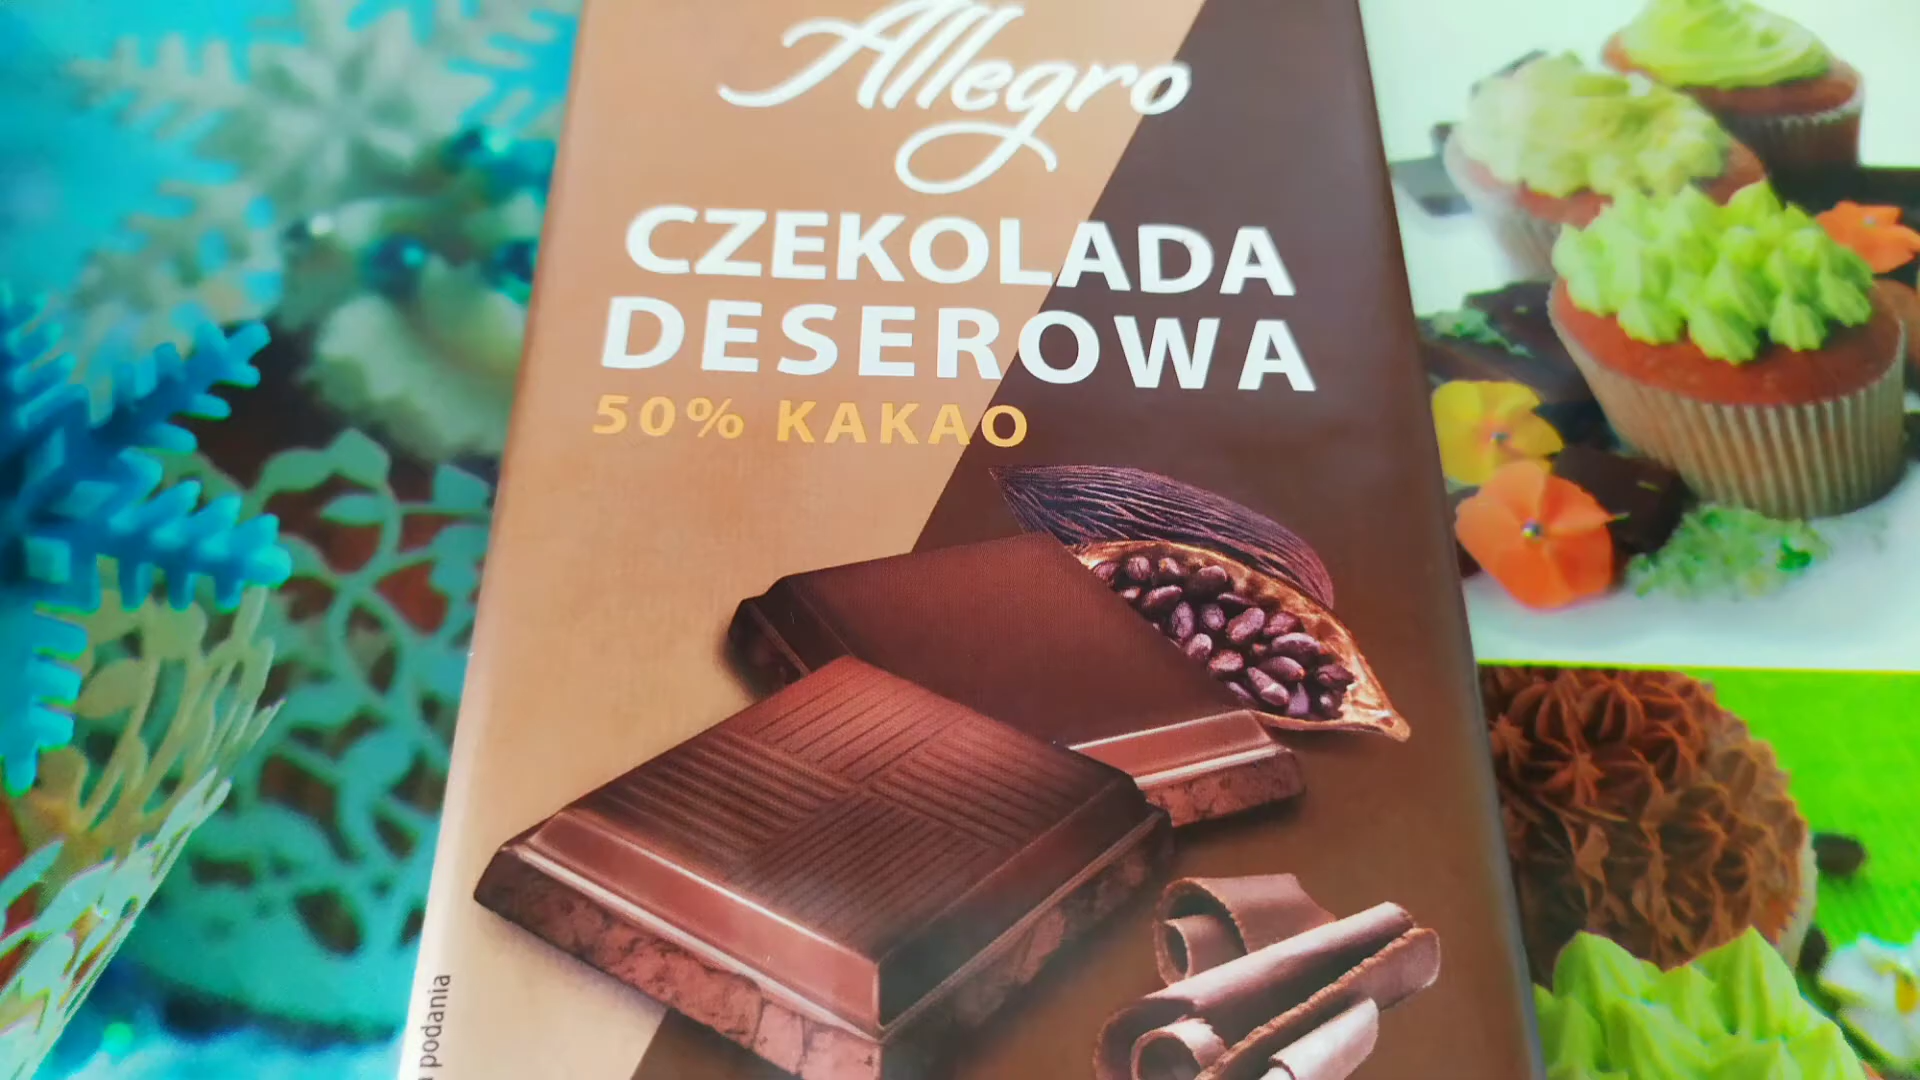 Allegro
CZEKOLADA
DESEROWA
50% KAKAO
podania